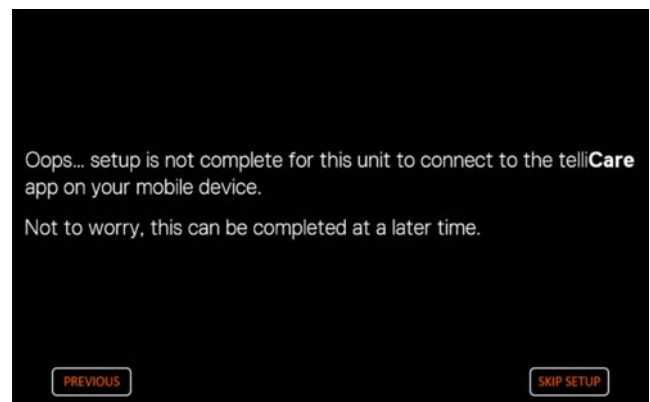 Oops... setup is not complete for this unit to connect to the telliCare
app on your mobile device.
Not to worry, this can be completed at a later time.
PREVIOUS
SKIP SETUP